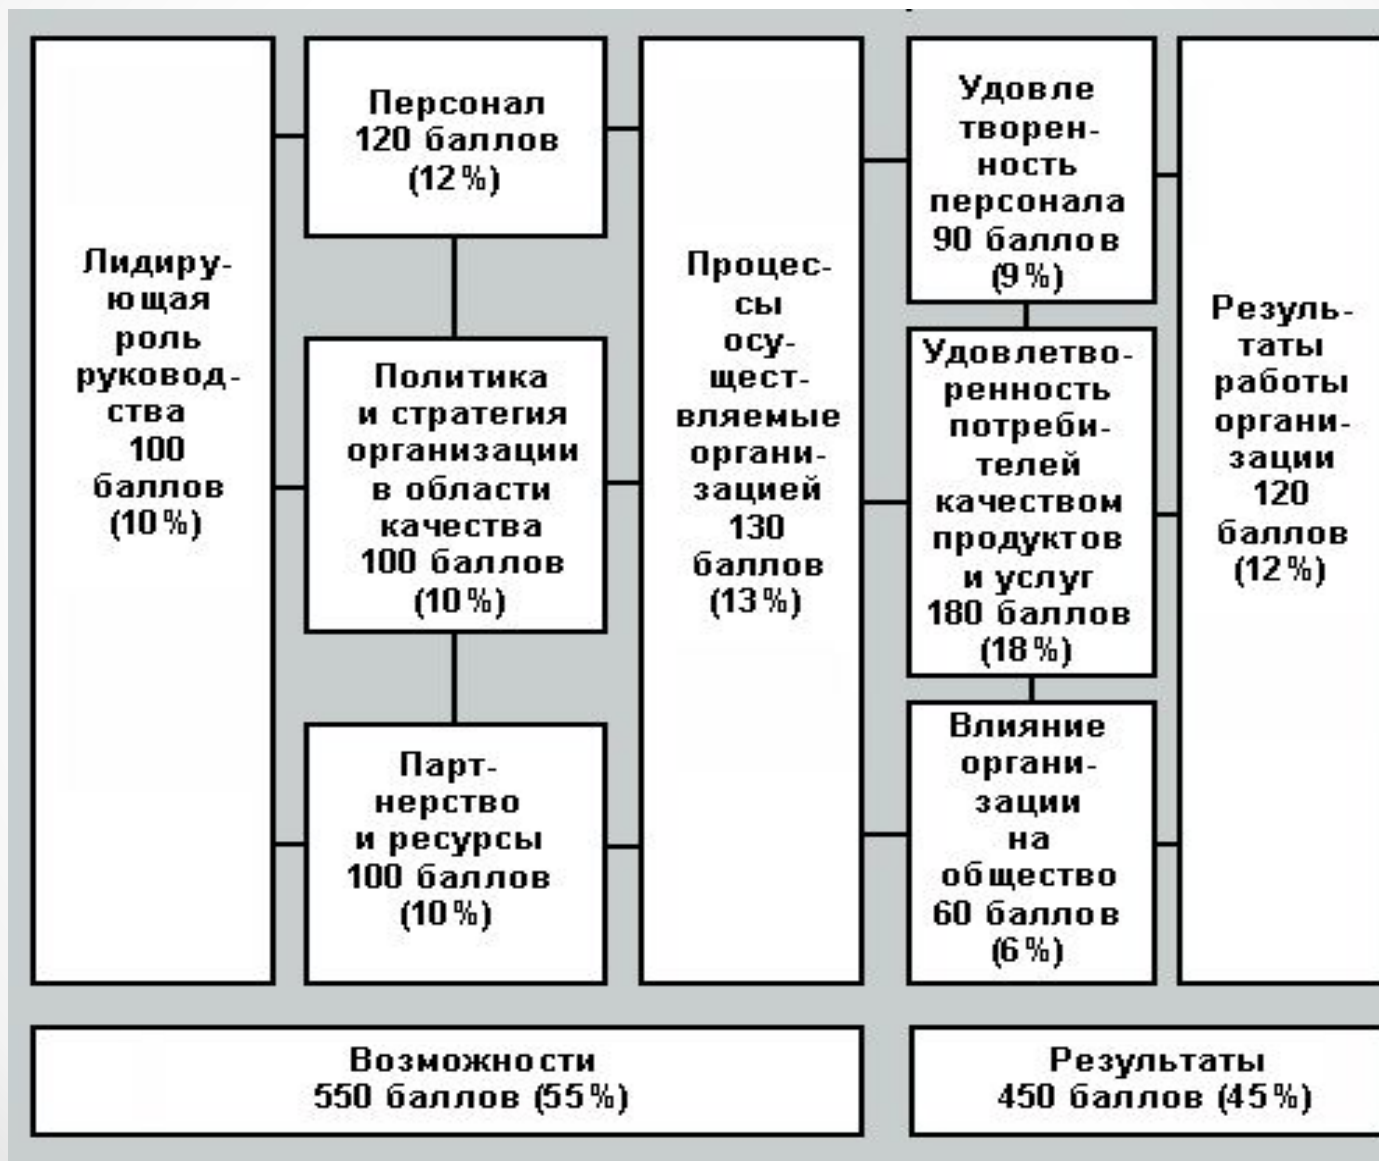 Лидиру-
ющая
роль
руковод-
ства
100
баллов
(10%)
Персонал
120 баллов
(12%)
Политика
и стратегия
организации
в области
качества
100 баллов
(10%)
Парт-
нерство
и ресурсы
100 баллов
(10%)
Процес-
сы
осу-
ществ-
вляемые
органи-
зацией
130
баллов
(13%)
Удовле
творен-
ность
персонала
90 баллов
(9%)
Удовлетво-
ренность
потреби-
телей
качеством
продуктов
и услуг
180 баллов
(18%)
Влияние
органи-
зации
на
общество
60 баллов
(6%)
Резуль-
таты
работы
органи-
зации
120
баллов
(12%)
Возможности
550 баллов (55%)
Результаты
450 баллов (45%)